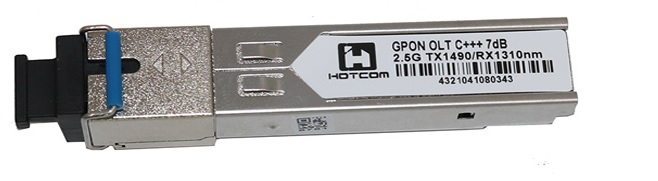 GPON OLT C+++ 7dB
2.5G TX1490/RX1310nm
HOTCOM
4321041080343